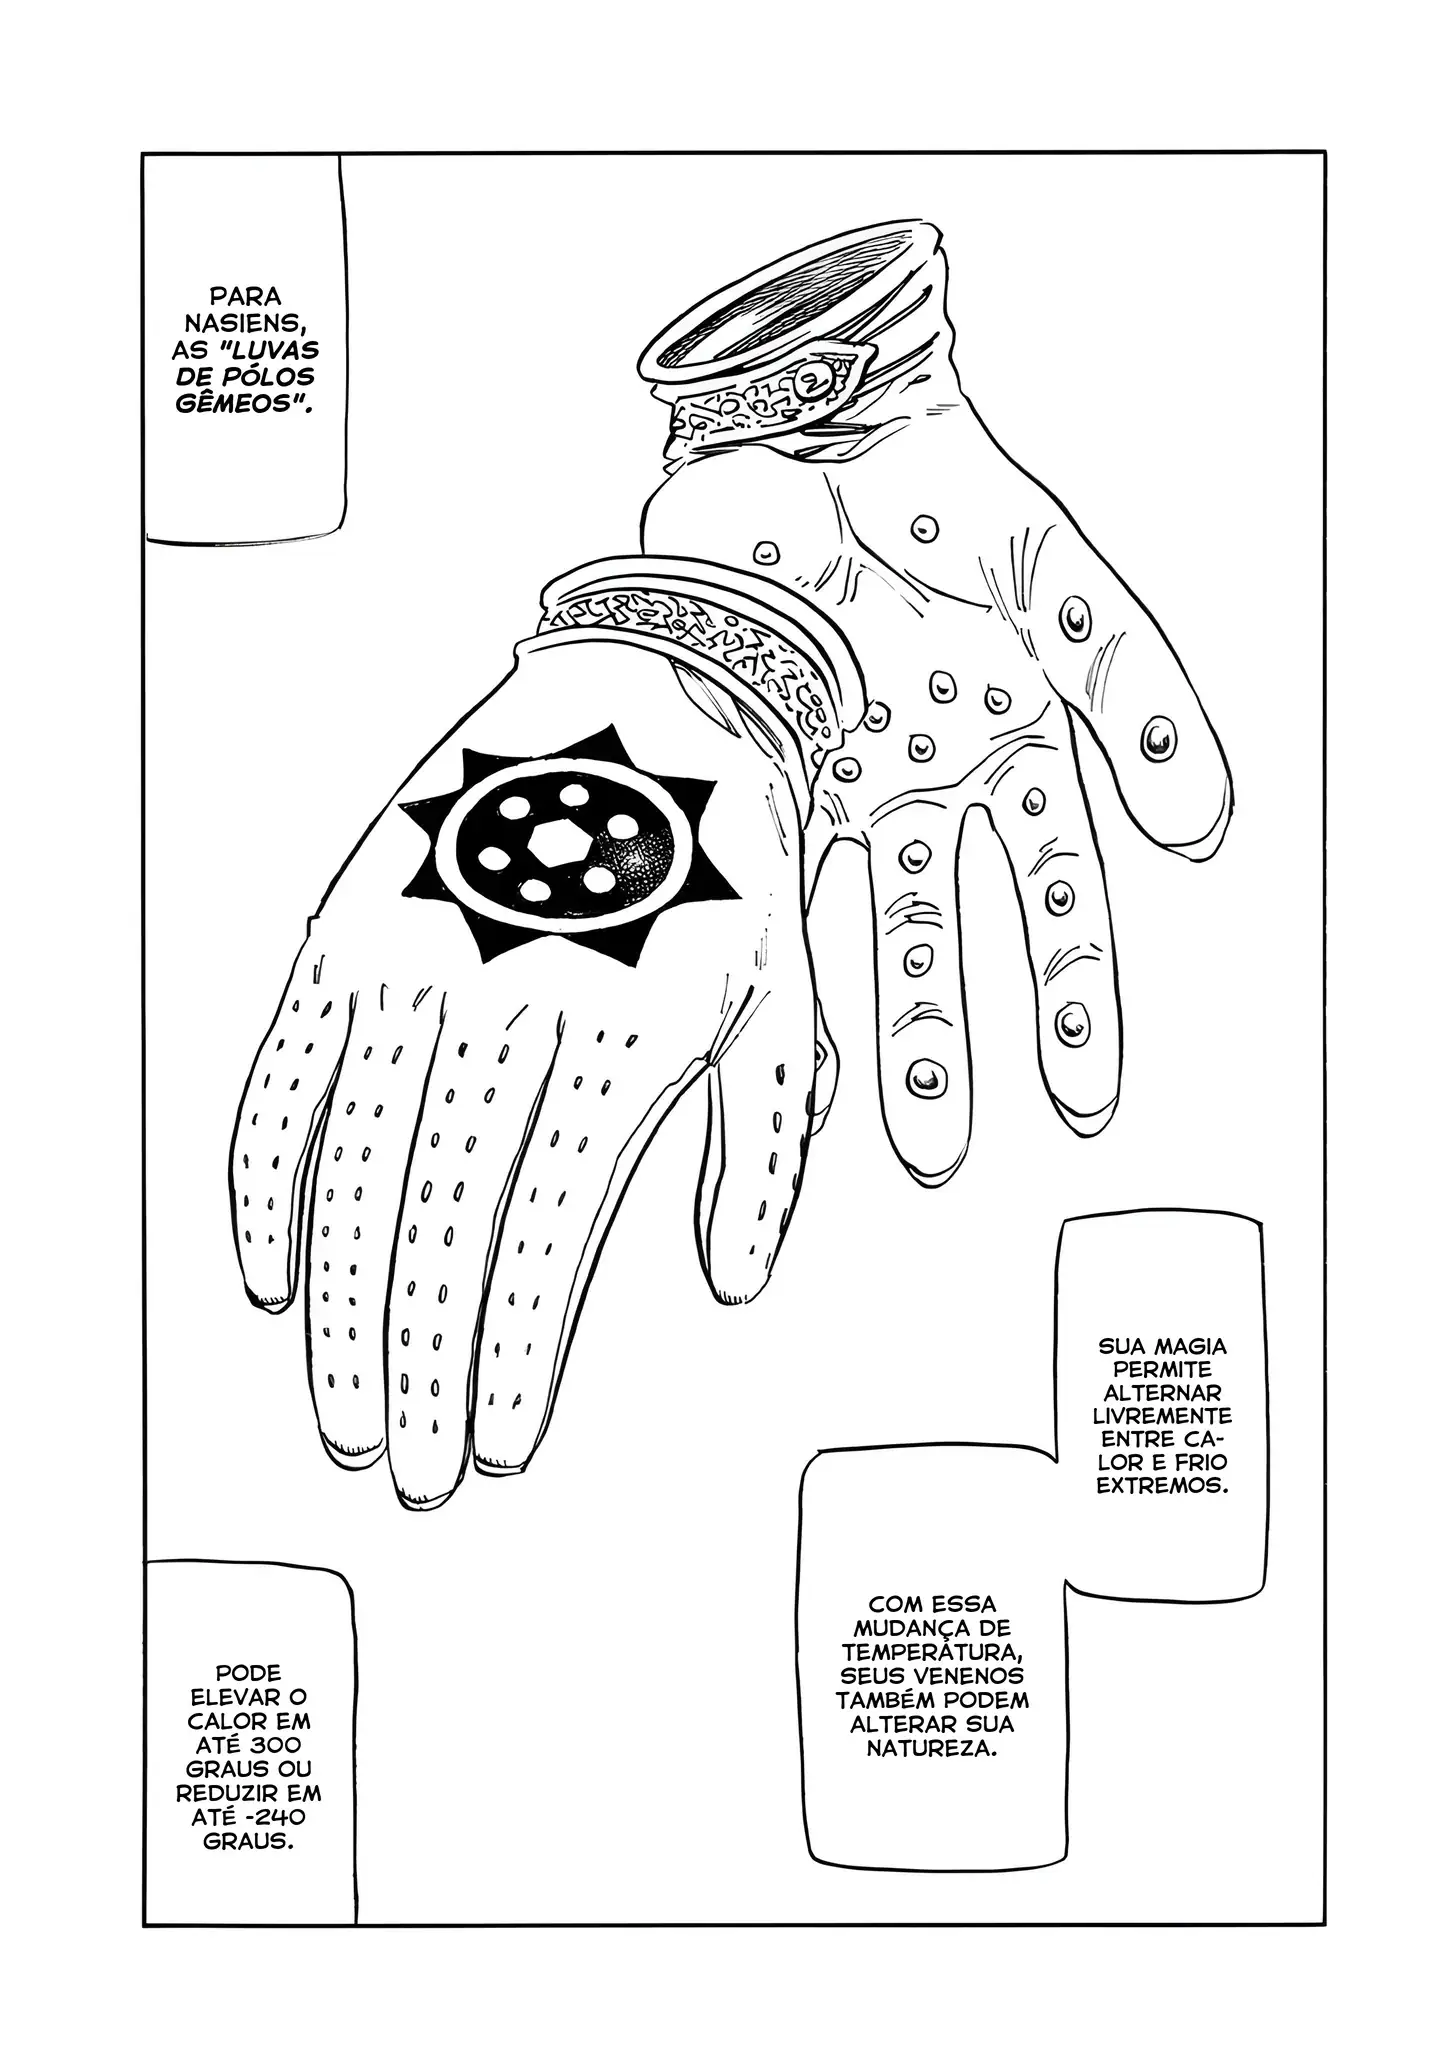 PARA
NASIENS,
AS "LUVAS
DE PÓLOS
GÊMEOS".
SUA MAGIA
PERMITE
ALTERNAR
LIVREMENTE
ENTRE CA-
LOR E FRIO
EXTREMOS.
COM ESSA
MUDANÇA DE
TEMPERATURA,
SEUS VENENOS
TAMBÉM PODEM
ALTERAR SUA
NATUREZA.
PODE
ELEVAR O
CALOR EM
ATÉ 300
GRAUS OU
REDUZIR EM
ATÉ -240
GRAUS.